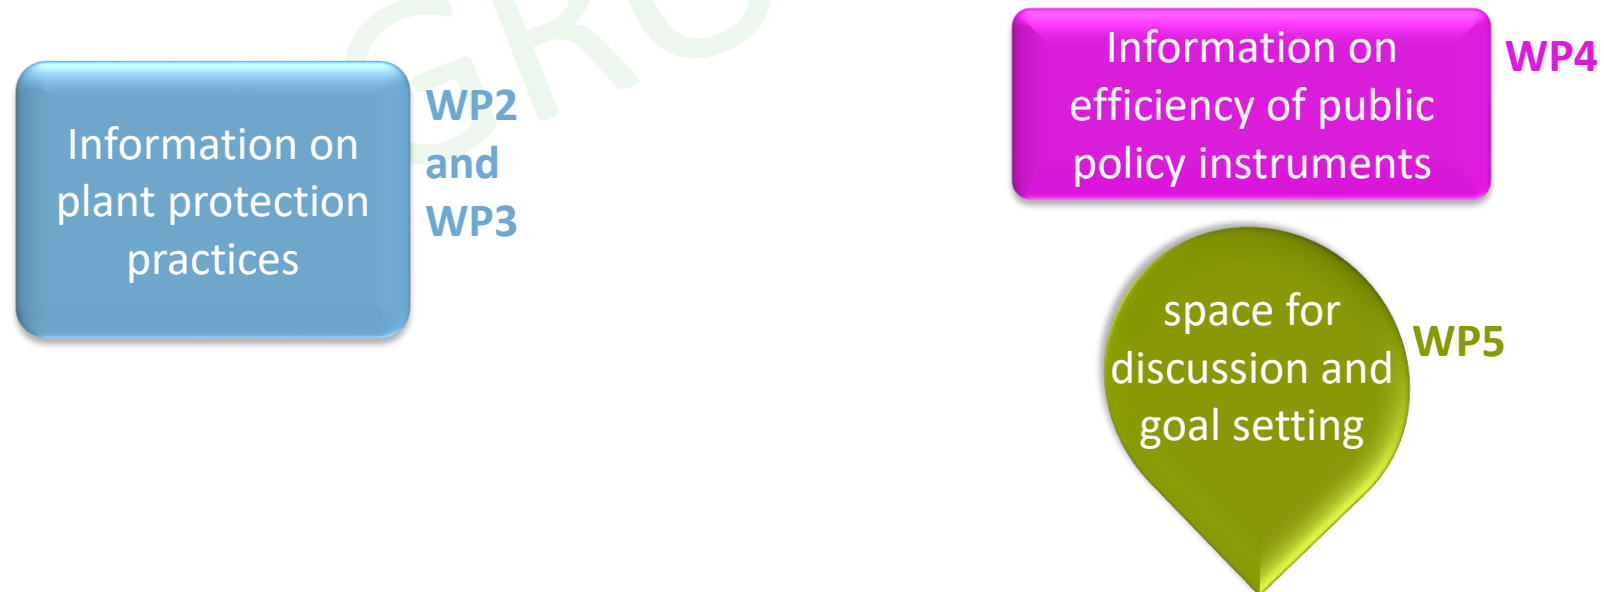 Information on
plant protection
practices
WP2
and
WP3
Information on
efficiency of public
policy instruments
WP4
space for
discussion and
goal setting
WP5